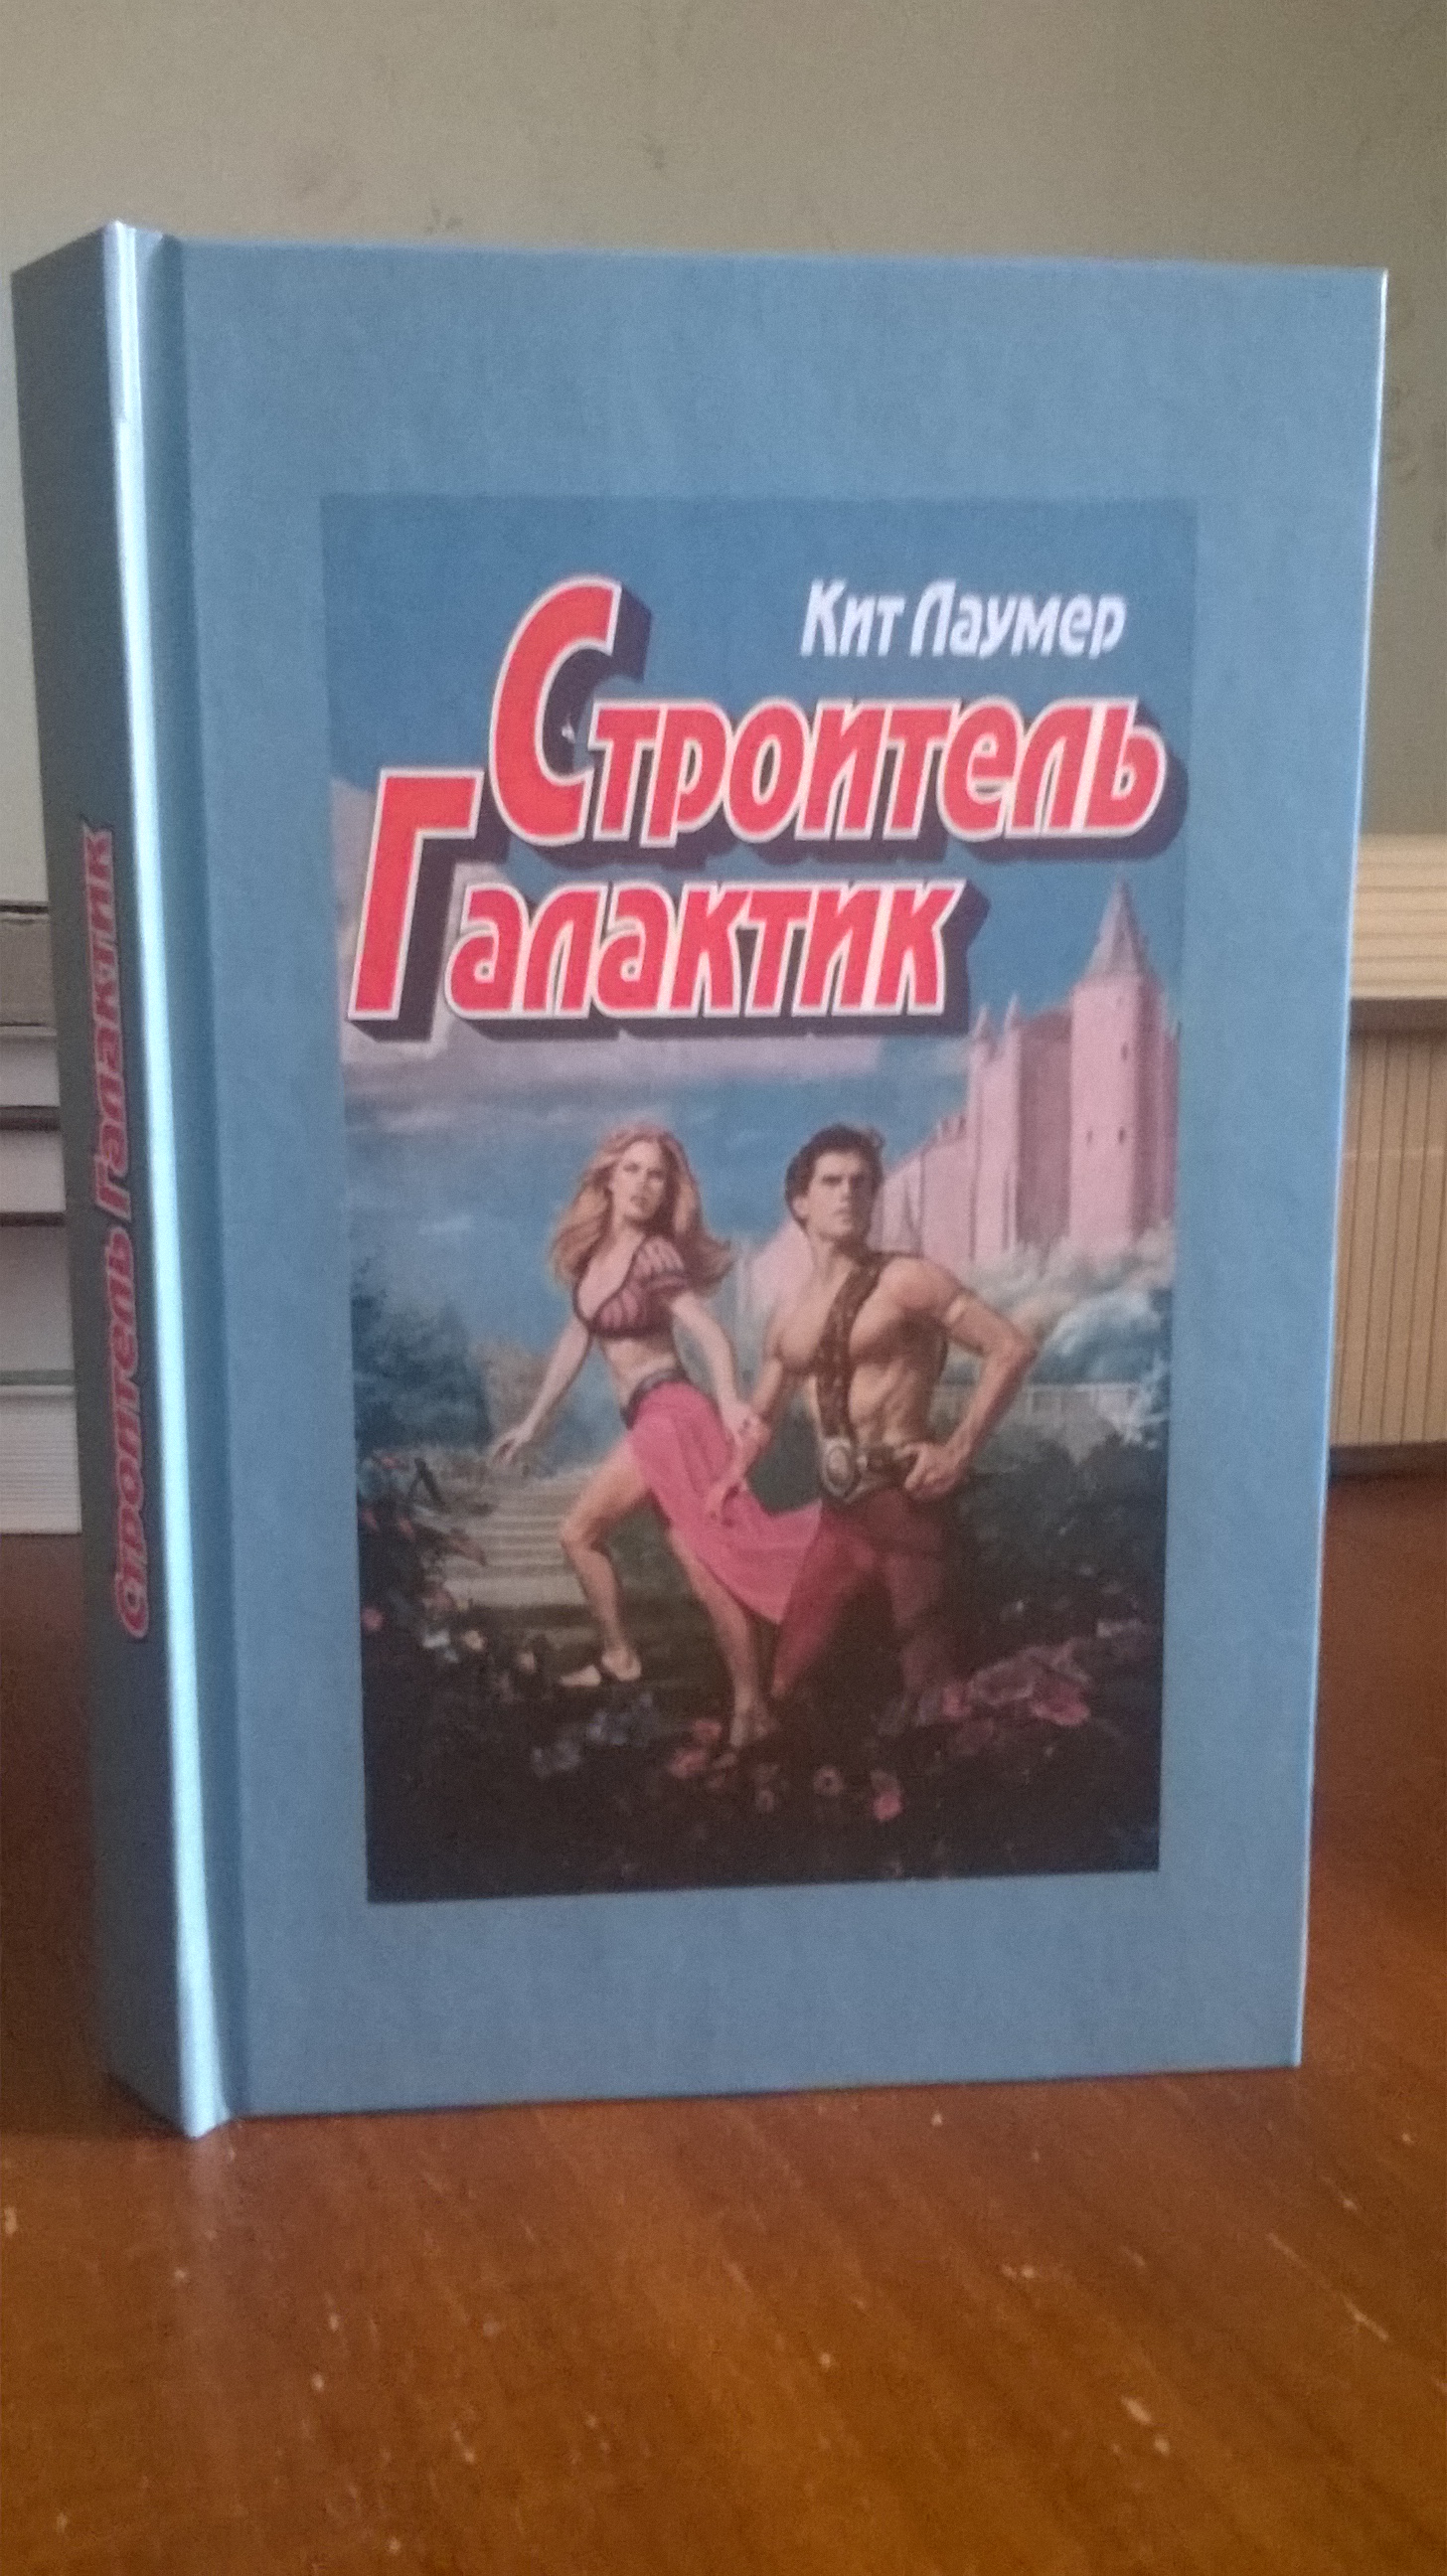 Кит Лаумер
Строитель
Галактик
Строитель Галактик